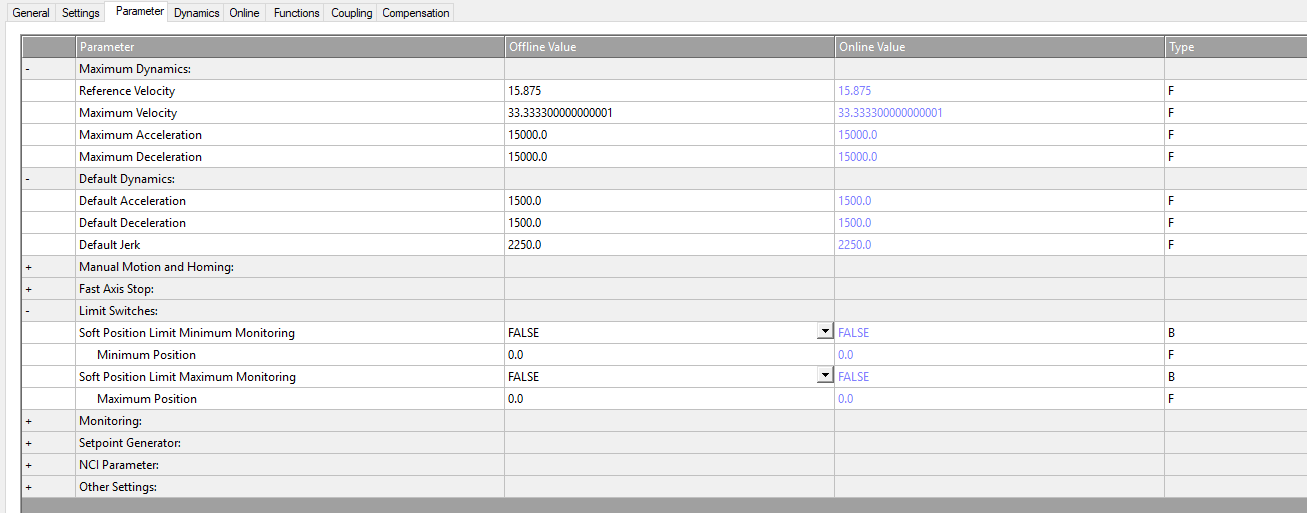 General Settings Parameter Dynamics Online Functions Coupling Compensation
Parameter Offline Value Online Value Type
- Maximum Dynamics:
Reference Velocity 15.875 15.875 F
Maximum Velocity 33.333300000000001 33.333300000000001 F
Maximum Acceleration 15000.0 15000.0 F
Maximum Deceleration 15000.0 15000.0 F
- Default Dynamics:
Default Acceleration 1500.0 1500.0 F
Default Deceleration 1500.0 1500.0 F
Default Jerk 2250.0 2250.0 F
+ Manual Motion and Homing:
+ Fast Axis Stop:
- Limit Switches:
Soft Position Limit Minimum Monitoring FALSE FALSE B
Minimum Position 0.0 0.0 F
Soft Position Limit Maximum Monitoring FALSE FALSE B
Maximum Position 0.0 0.0 F
+ Monitoring:
+ Setpoint Generator:
+ NCI Parameter:
+ Other Settings: